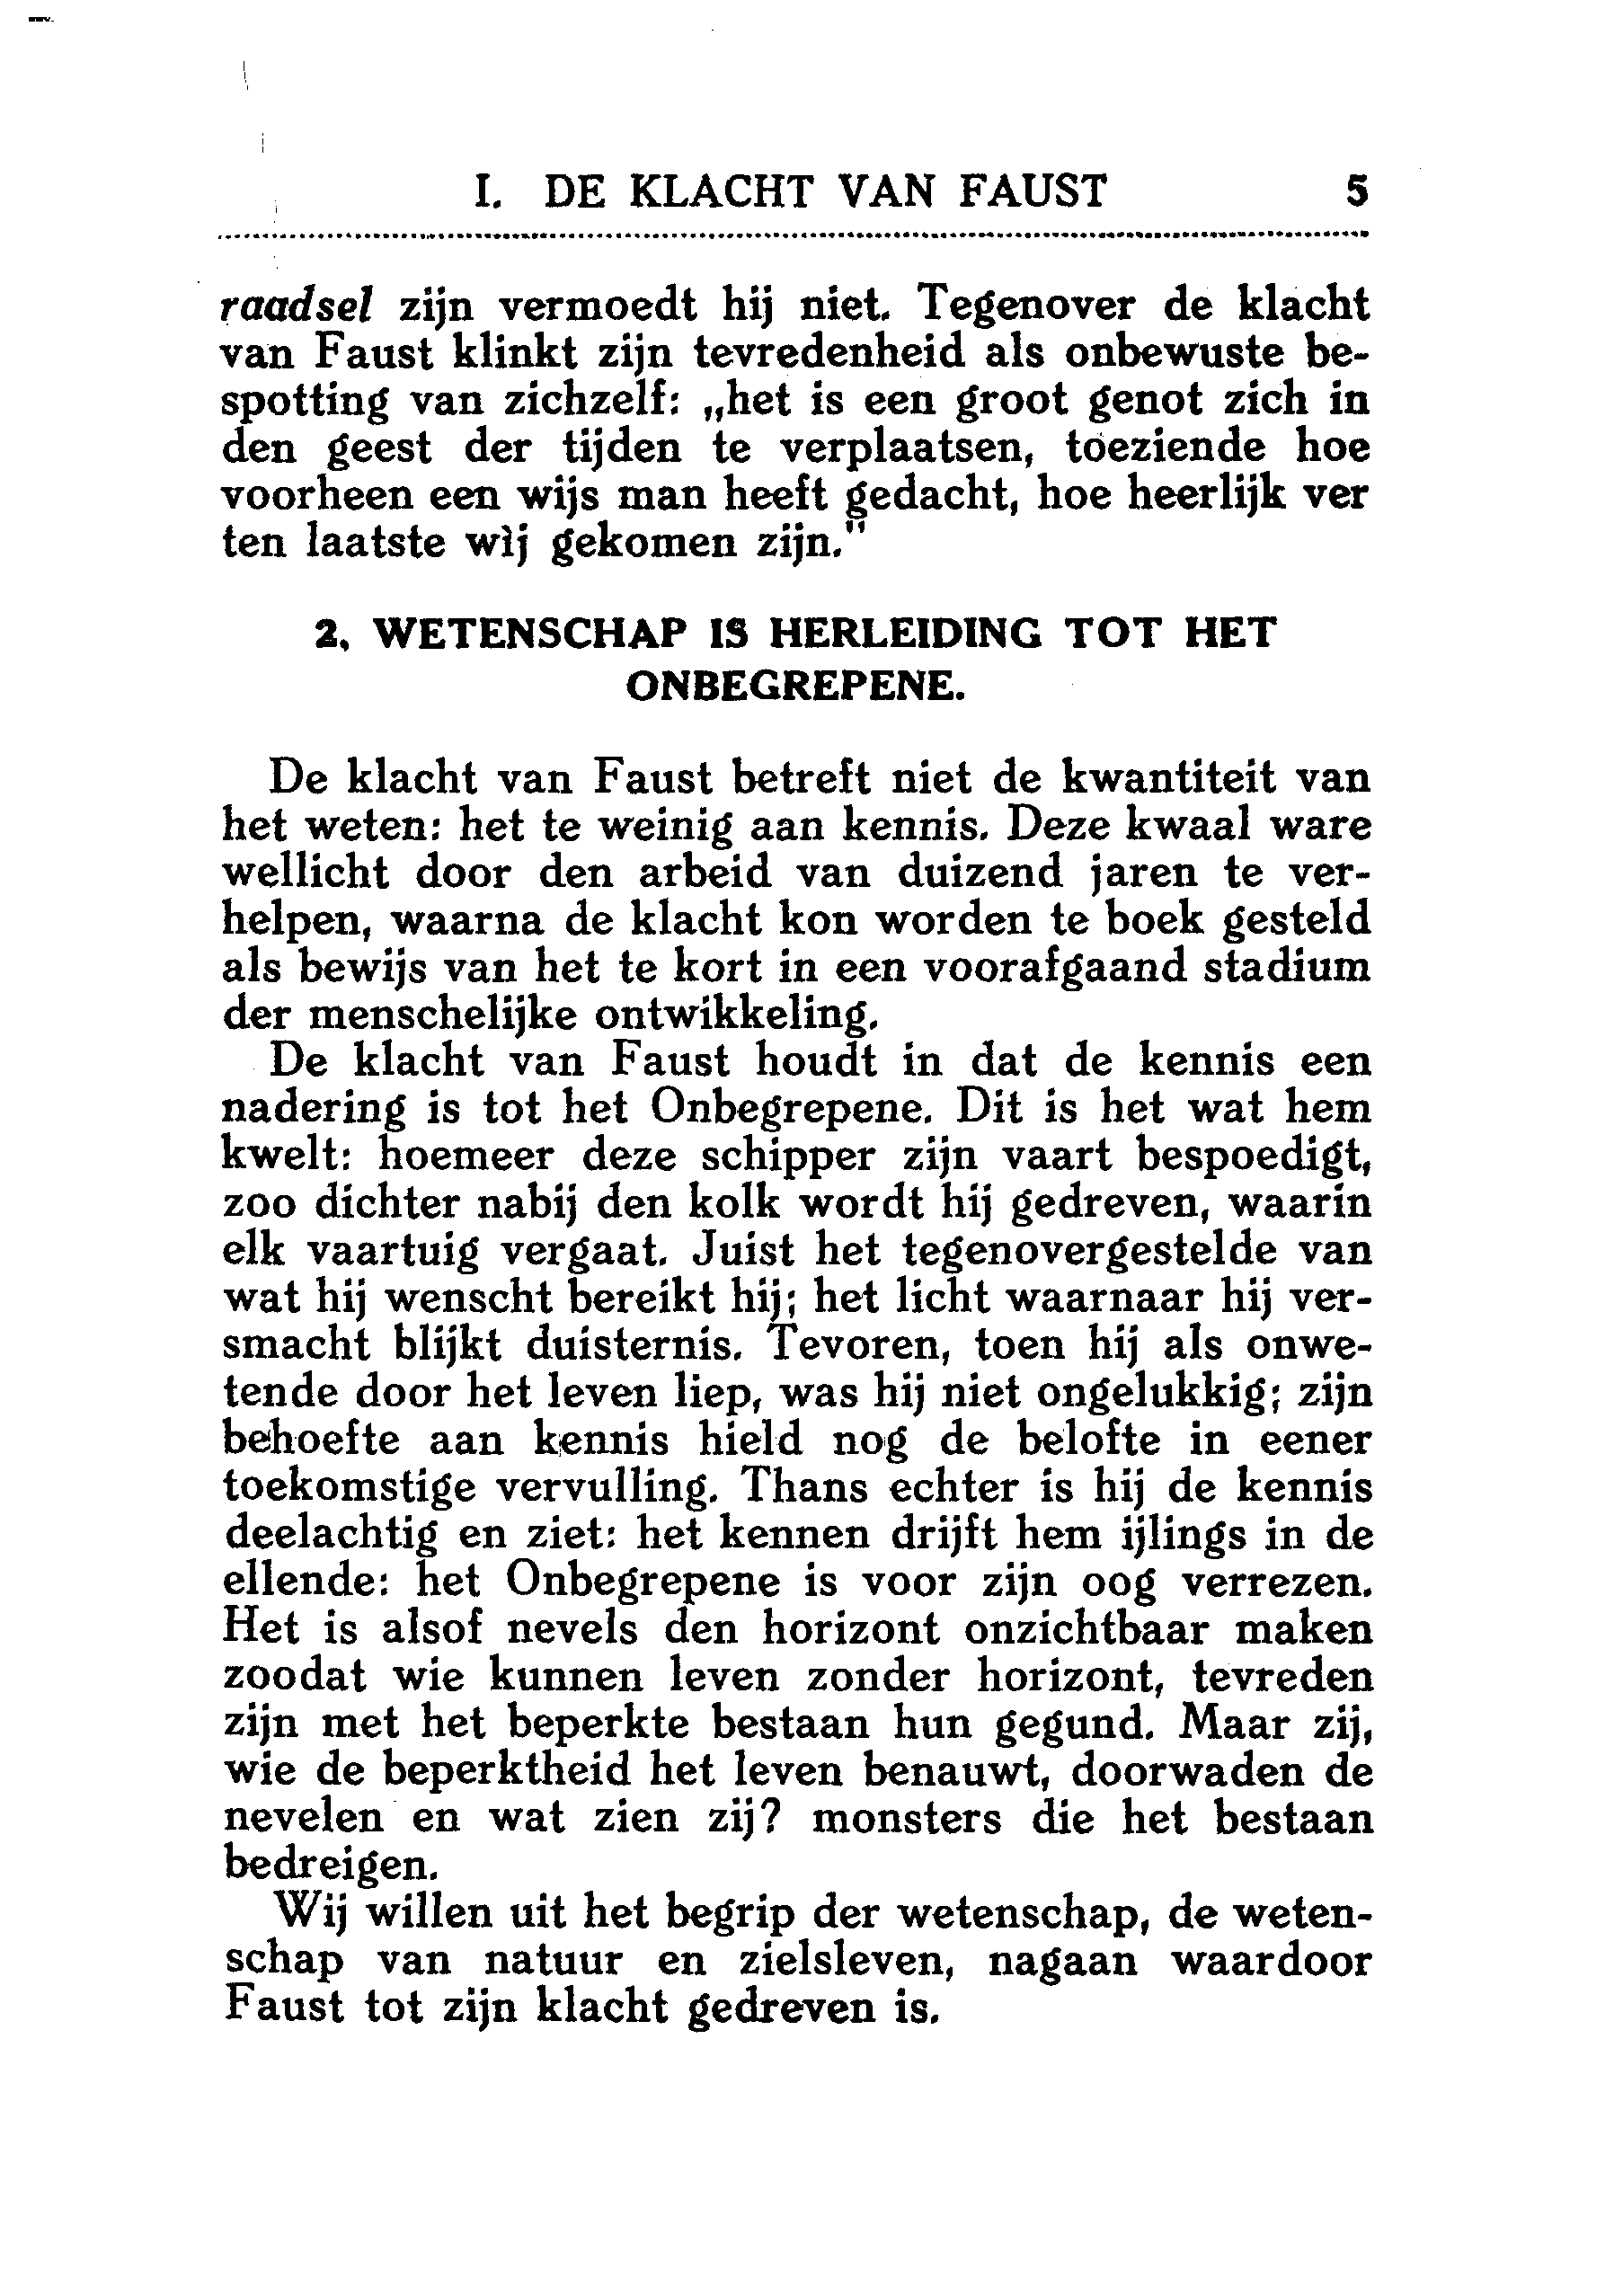 I. DE KLACHT VAN FAUST 5
raadsel zijn vermoedt hij niet. Tegenover de klacht
van Faust klinkt zijn tevredenheid als onbewuste be-
spotting van zichzelf: „het is een groot genot zich in
den geest der tijden te verplaatsen, toeziende hoe
voorheen een wijs man heeft gedacht, hoe heerlijk ver
ten laatste wij gekomen zijn."
2. WETENSCHAP IS HERLEIDING TOT HET
ONBEGREPENE.
De klacht van Faust betreft niet de kwantiteit van
het weten: het te weinig aan kennis. Deze kwaal ware
wellicht door den arbeid van duizend jaren te ver-
helpen, waarna de klacht kon worden te boek gesteld
als bewijs van het te kort in een voorafgaand stadium
der menschelijke ontwikkeling.
De klacht van Faust houdt in dat de kennis een
nadering is tot het Onbegrepene. Dit is het wat hem
kwelt: hoemeer deze schipper zijn vaart bespoedigt,
zoo dichter nabij den kolk wordt hij gedreven, waarin
elk vaartuig vergaat. Juist het tegenovergestelde van
wat hij wenscht bereikt hij; het licht waarnaar hij ver-
smacht blijkt duisternis. Tevoren, toen hij als onwe-
tende door het leven liep, was hij niet ongelukkig; zijn
behoefte aan kennis hield nog de belofte in eener
toekomstige vervulling. Thans echter is hij de kennis
deelachtig en ziet: het kennen drijft hem ijlings in de
ellende: het Onbegrepene is voor zijn oog verrezen.
Het is alsof nevels den horizont onzichtbaar maken
zoodat wie kunnen leven zonder horizont, tevreden
zijn met het beperkte bestaan hun gegund. Maar zij,
wie de beperktheid het leven benauwt, doorwaden de
nevelen en wat zien zij? monsters die het bestaan
bedreigen.
Wij willen uit het begrip der wetenschap, de weten-
schap van natuur en zielsleven, nagaan waardoor
Faust tot zijn klacht gedreven is.